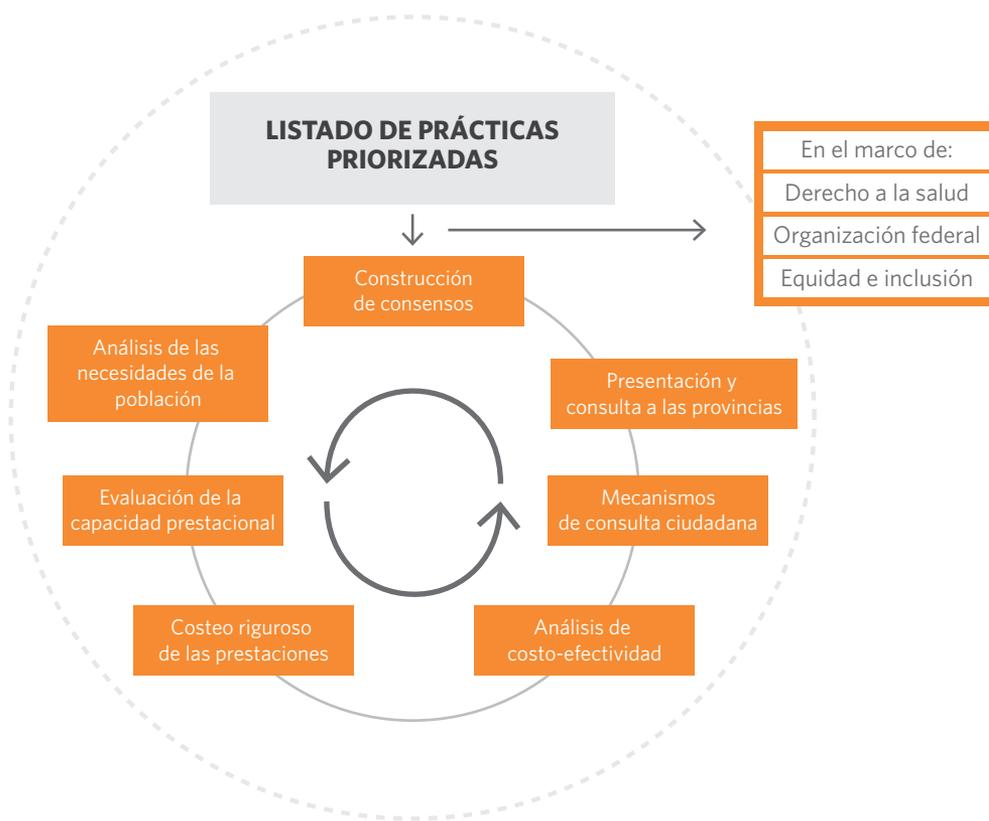 LISTADO DE PRÁCTICAS
PRIORIZADAS
En el marco de:
Derecho a la salud
Organización federal
Equidad e inclusión
Construcción
de consensos
Análisis de las
necesidades de la
población
Presentación y
consulta a las provincias
Evaluación de la
capacidad prestacional
Mecanismos
de consulta ciudadana
Costeo riguroso
de las prestaciones
Análisis de
costo-efectividad